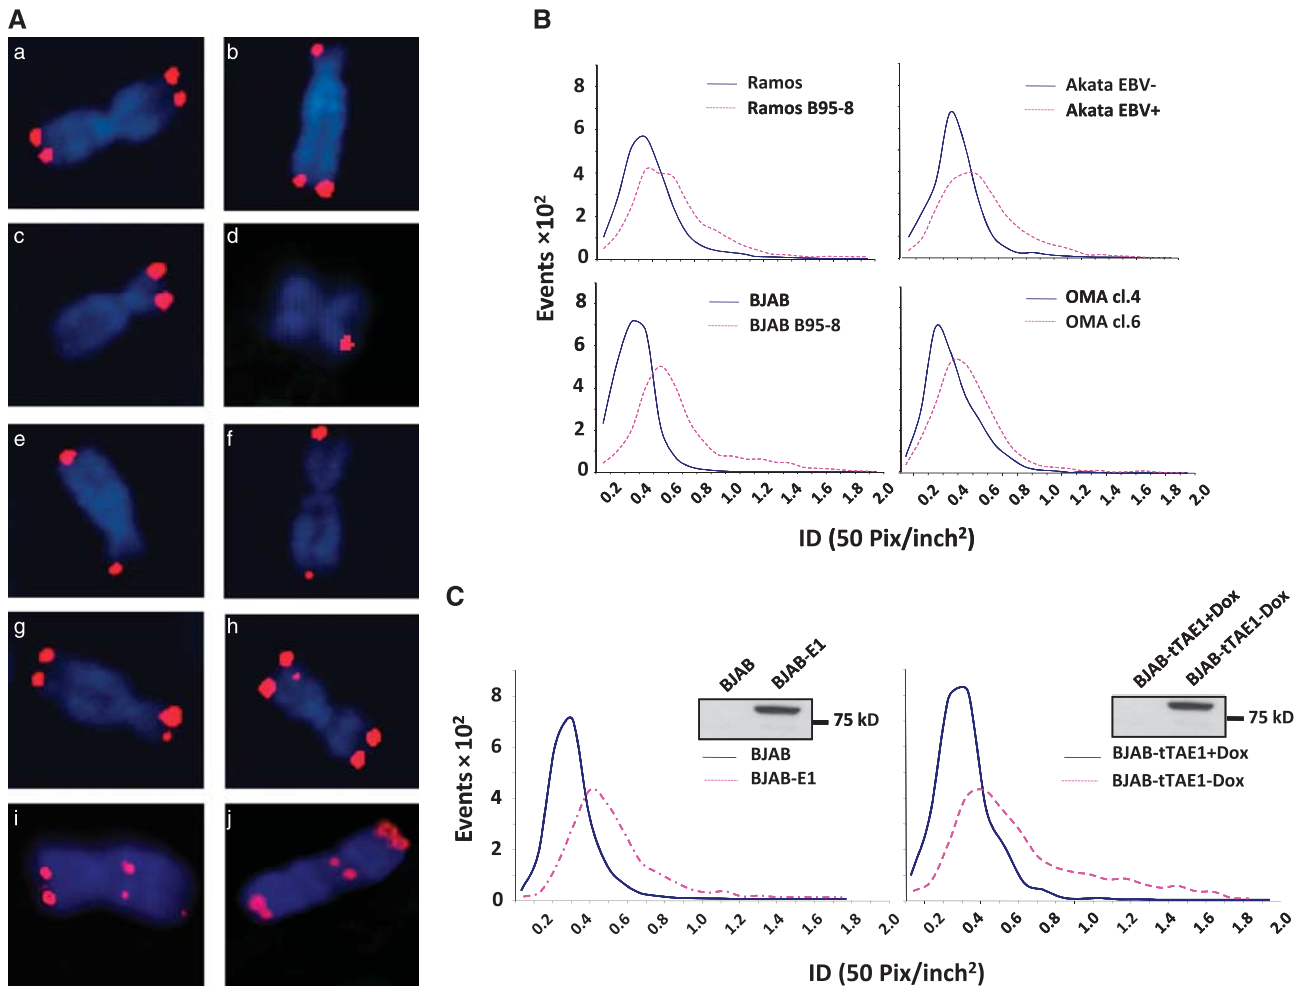 A
a
b
c
d
e
f
g
h
i
j
B
Events ×10²
8
6
4
2
0
Ramos
Ramos B95-8
Akata EBV-
Akata EBV+
8
6
4
2
0
BJAB
BJAB B95-8
OMA cl.4
OMA cl.6
0.2 0.4 0.6 0.8 1.0 1.2 1.4 1.6 1.8 2.0
0.2 0.4 0.6 0.8 1.0 1.2 1.4 1.6 1.8 2.0
ID (50 Pix/inch²)
C
Events × 10²
8
6
4
2
0
BJAB
BJAB-E1
75 kD
BJAB
BJAB-E1
BJAB-tTAE1+Dox
BJAB-tTAE1-Dox
75 kD
BJAB-tTAE1+Dox
BJAB-tTAE1-Dox
0.2 0.4 0.6 0.8 1.0 1.2 1.4 1.6 1.8
0.2 0.4 0.6 0.8 1.0 1.2 1.4 1.6 1.8 2.0
ID (50 Pix/inch²)